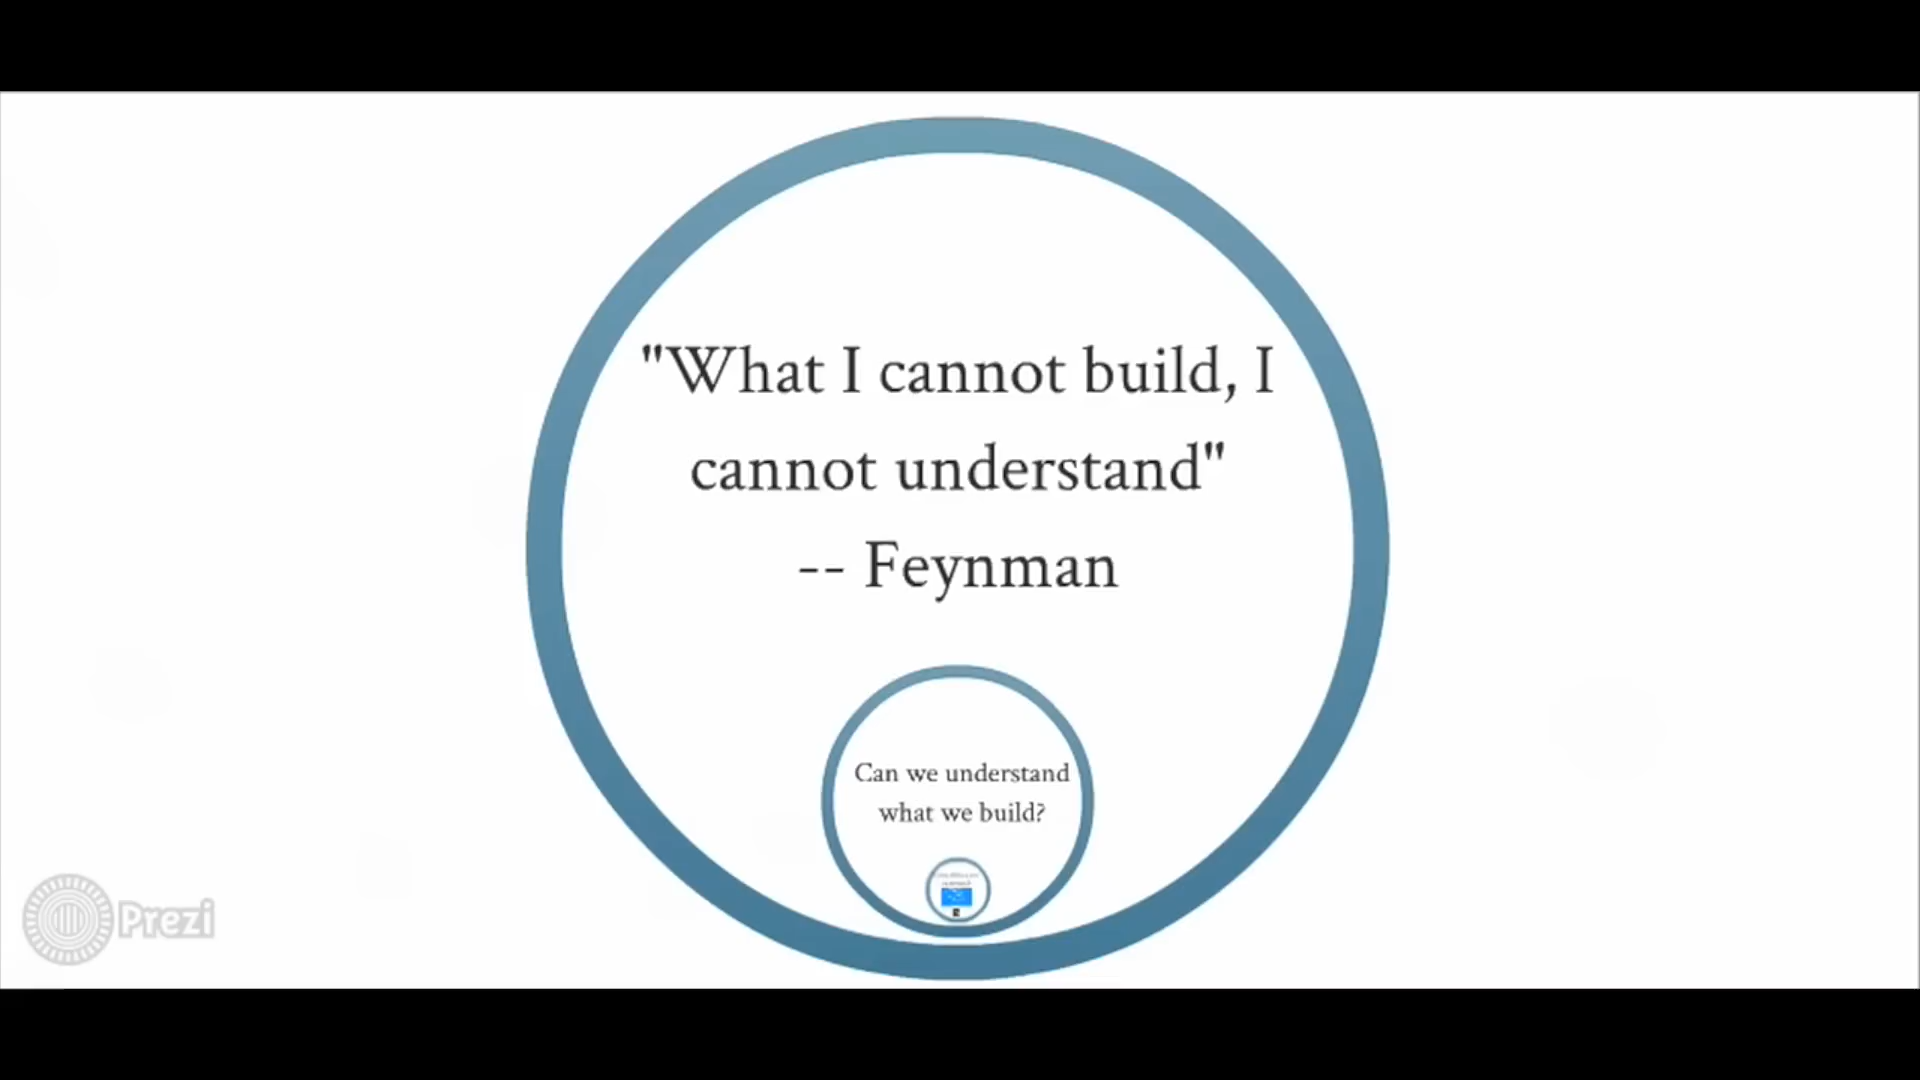 "What I cannot build, I
cannot understand"
-- Feynman
Can we understand
what we build?
Prezi